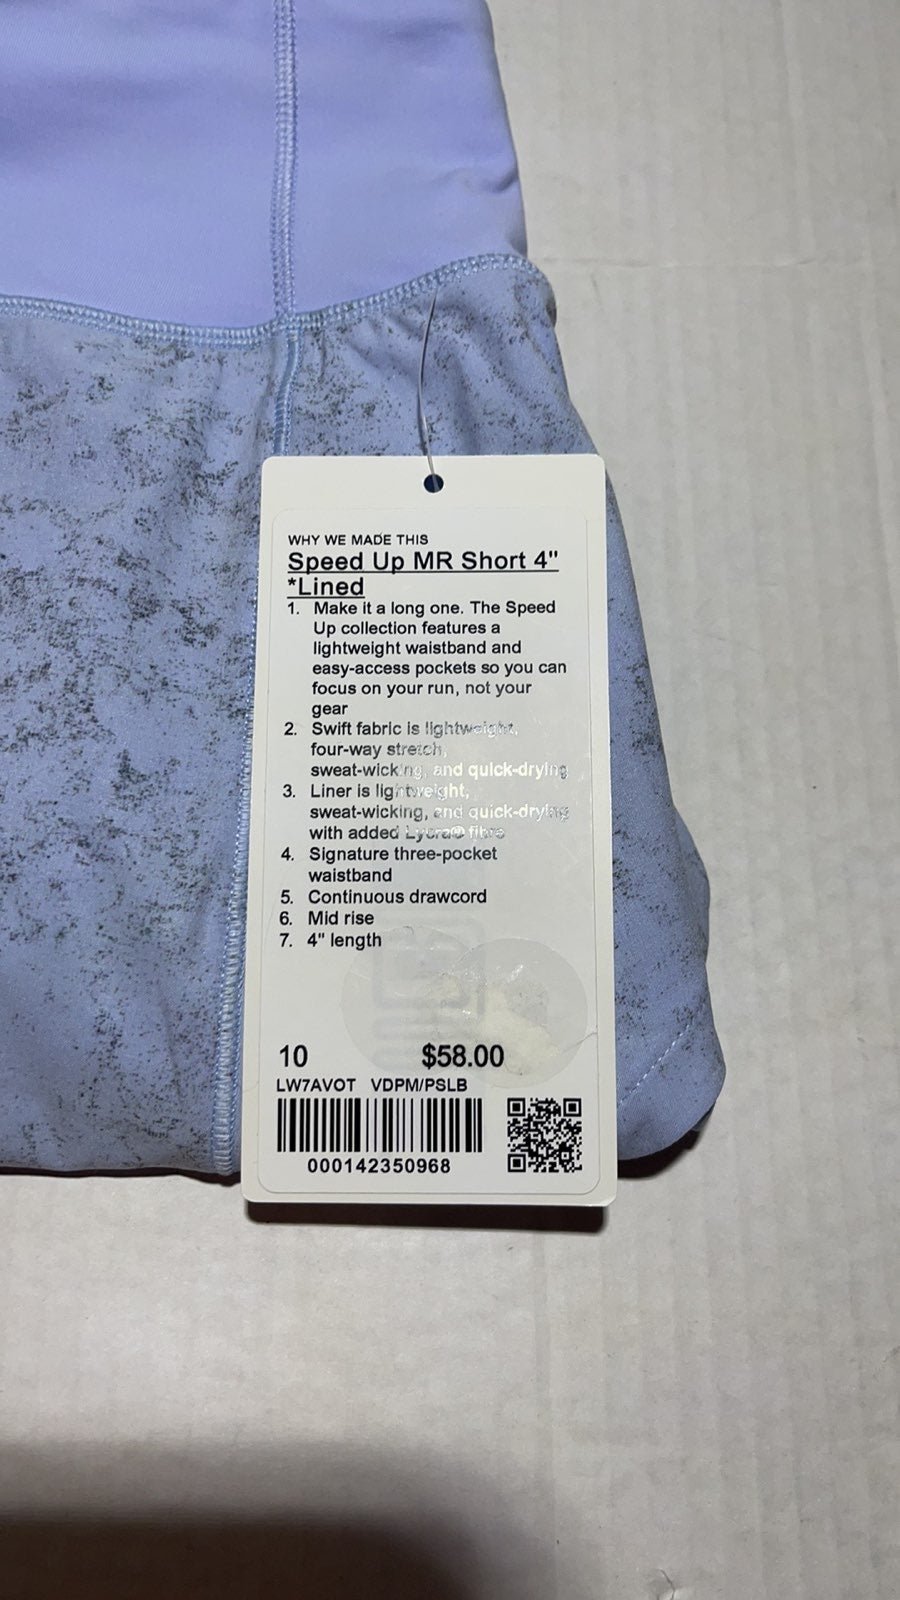 WHY WE MADE THIS
Speed Up MR Short 4"
*Lined
1. Make it a long one. The Speed
Up collection features a
lightweight waistband and
easy-access pockets so you can
focus on your run, not your
gear
2. Swift fabric is lightweight,
four-way stretch,
sweat-wicking, and quick-drying
3. Liner is lightweight,
sweat-wicking, and quick-drying
with added Lycra® fibre
4. Signature three-pocket
waistband
5. Continuous drawcord
6. Mid rise
7. 4" length
10 $58.00
LW7AVOT VDPM/PSLB
000142350968